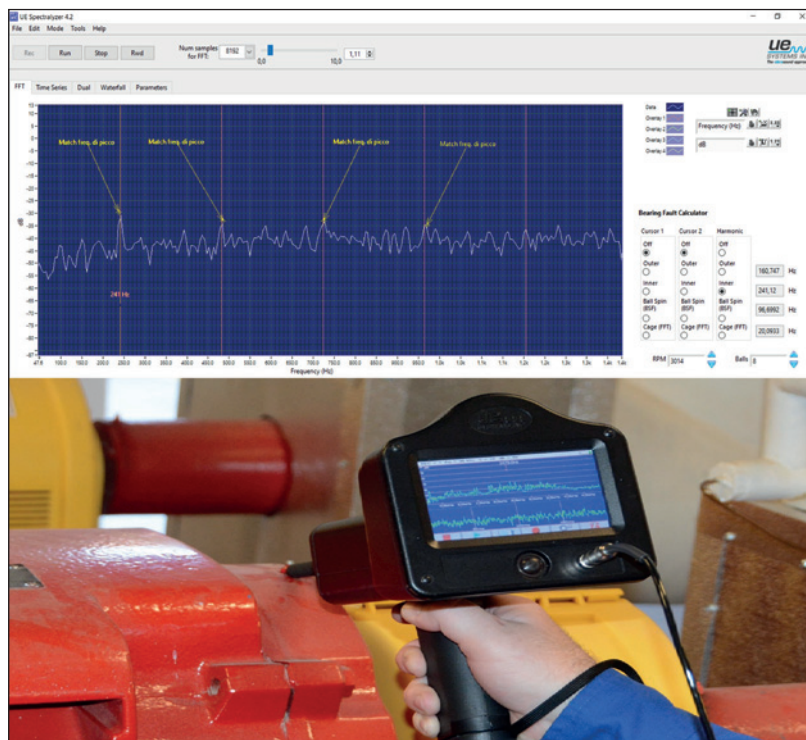 UE Spectralyzer 4.2
File Edit Mode Tools Help
Rec Run Stop Rwd
Num samples
for FFT:
8192
0,0 10,0
1,11
ue
SYSTEMS INC
FFT Time Series Dual Waterfall Parameters
Data
Overlay 1
Overlay 2
Overlay 3
Overlay 4
Frequency (Hz)
dB
Match freq. di picco
Match freq. di picco
Match freq. di picco
Match freq. di picco
241 Hz
dB
Frequency (Hz)
Bearing Fault Calculator
Cursor 1 Cursor 2 Harmonic
Off Off Off
Outer Outer Outer
160,747 Hz
Inner Inner Inner
241,12 Hz
Ball Spin Ball Spin Ball Spin
(BSF) (BSF) (BSF)
96,6992 Hz
Cage (FFT) Cage (FFT) Cage (FFT)
20,0933 Hz
RPM 3014 Balls 8